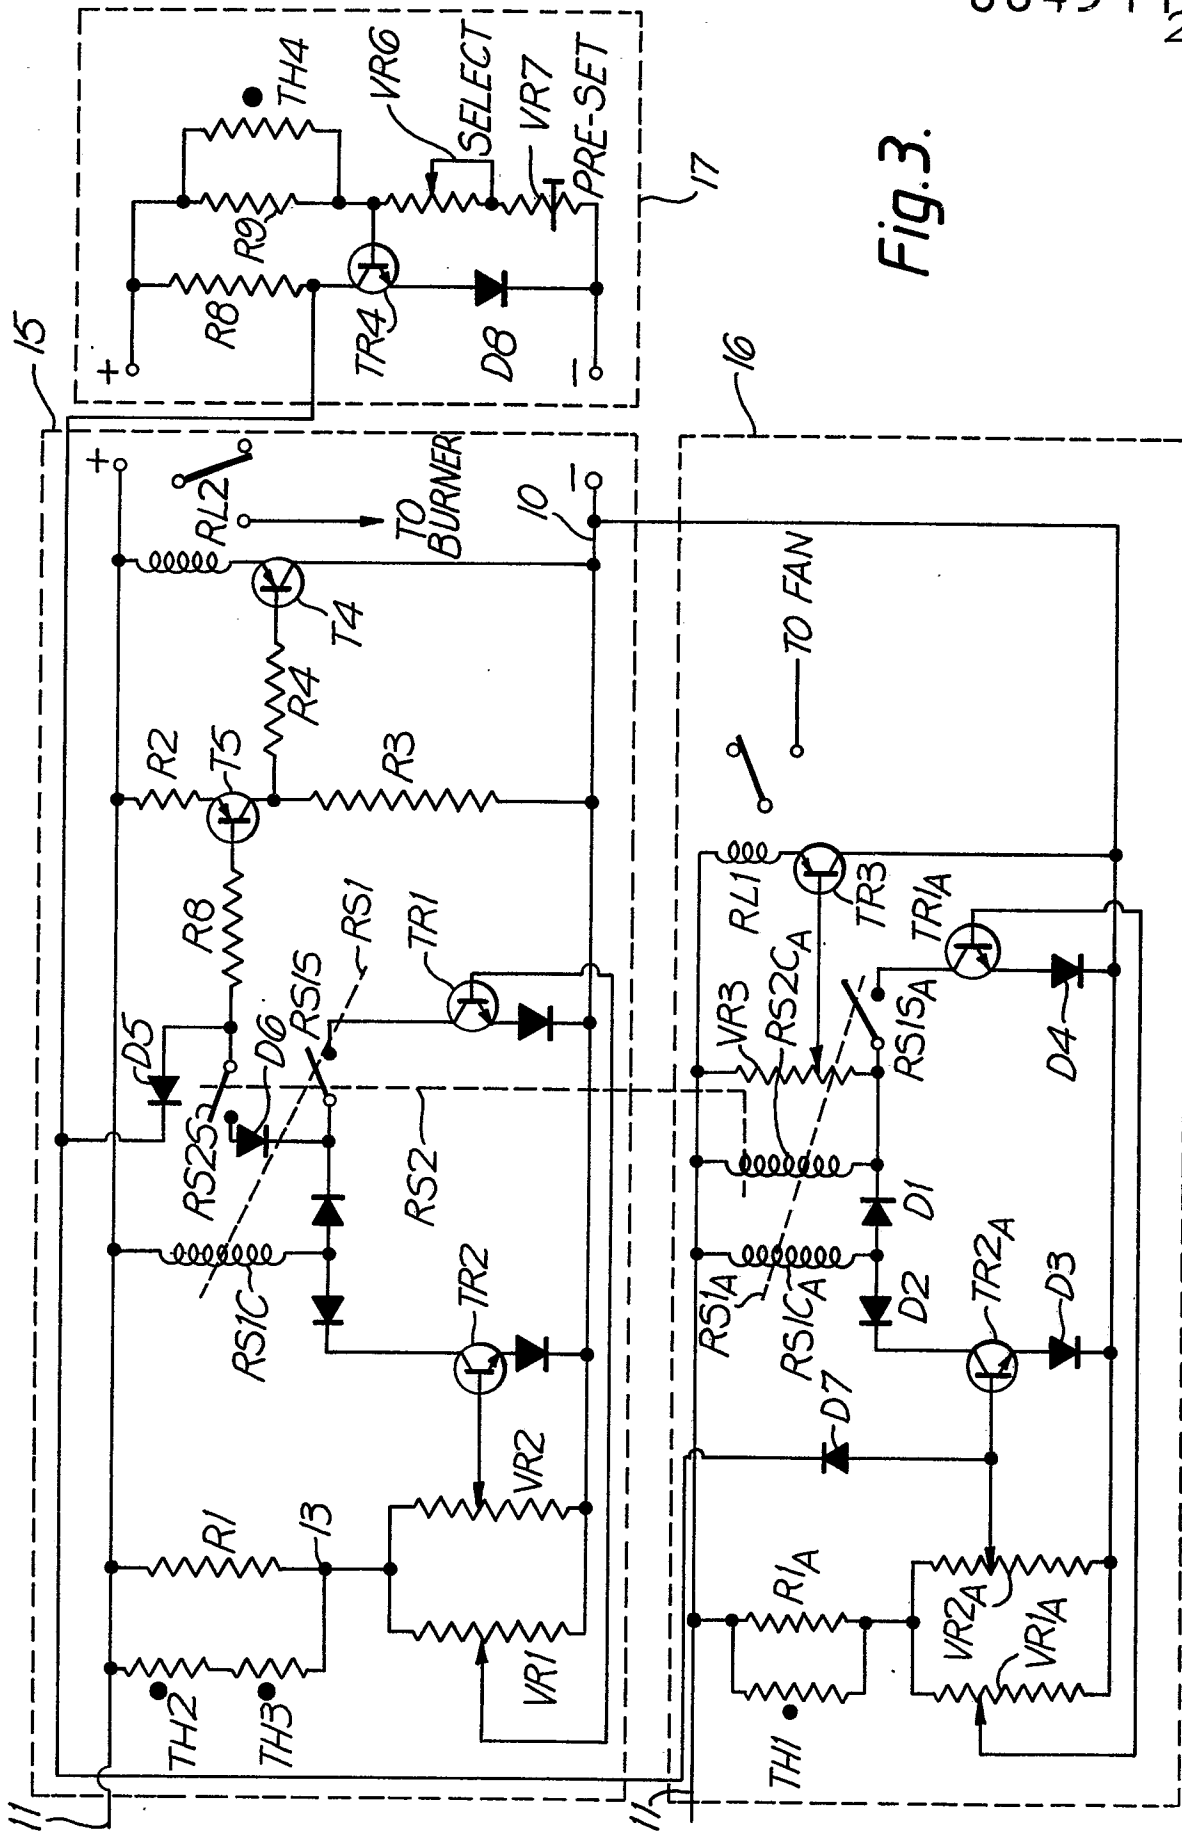 15
+
R8
R9
TH4
VR6
SELECT
VR7
PRE-SET
TR4
D8
−
17
Fig.3.
11
TH2
TH3
R1
13
VR1
VR2
TR2
RS1C
RS2
RS2S
D5
D6
RS1S
RS1
TR1
R8
T5
R2
R3
R4
T4
RL2
TO
BURNER
+
10
−
16
11
TH1
R1A
VR2A
VR1A
D7
TR2A
D3
D2
D1
RS1A
RS1CA
VR3
RS2CA
RS1SA
D4
TR1A
TR3
RL1
TO FAN